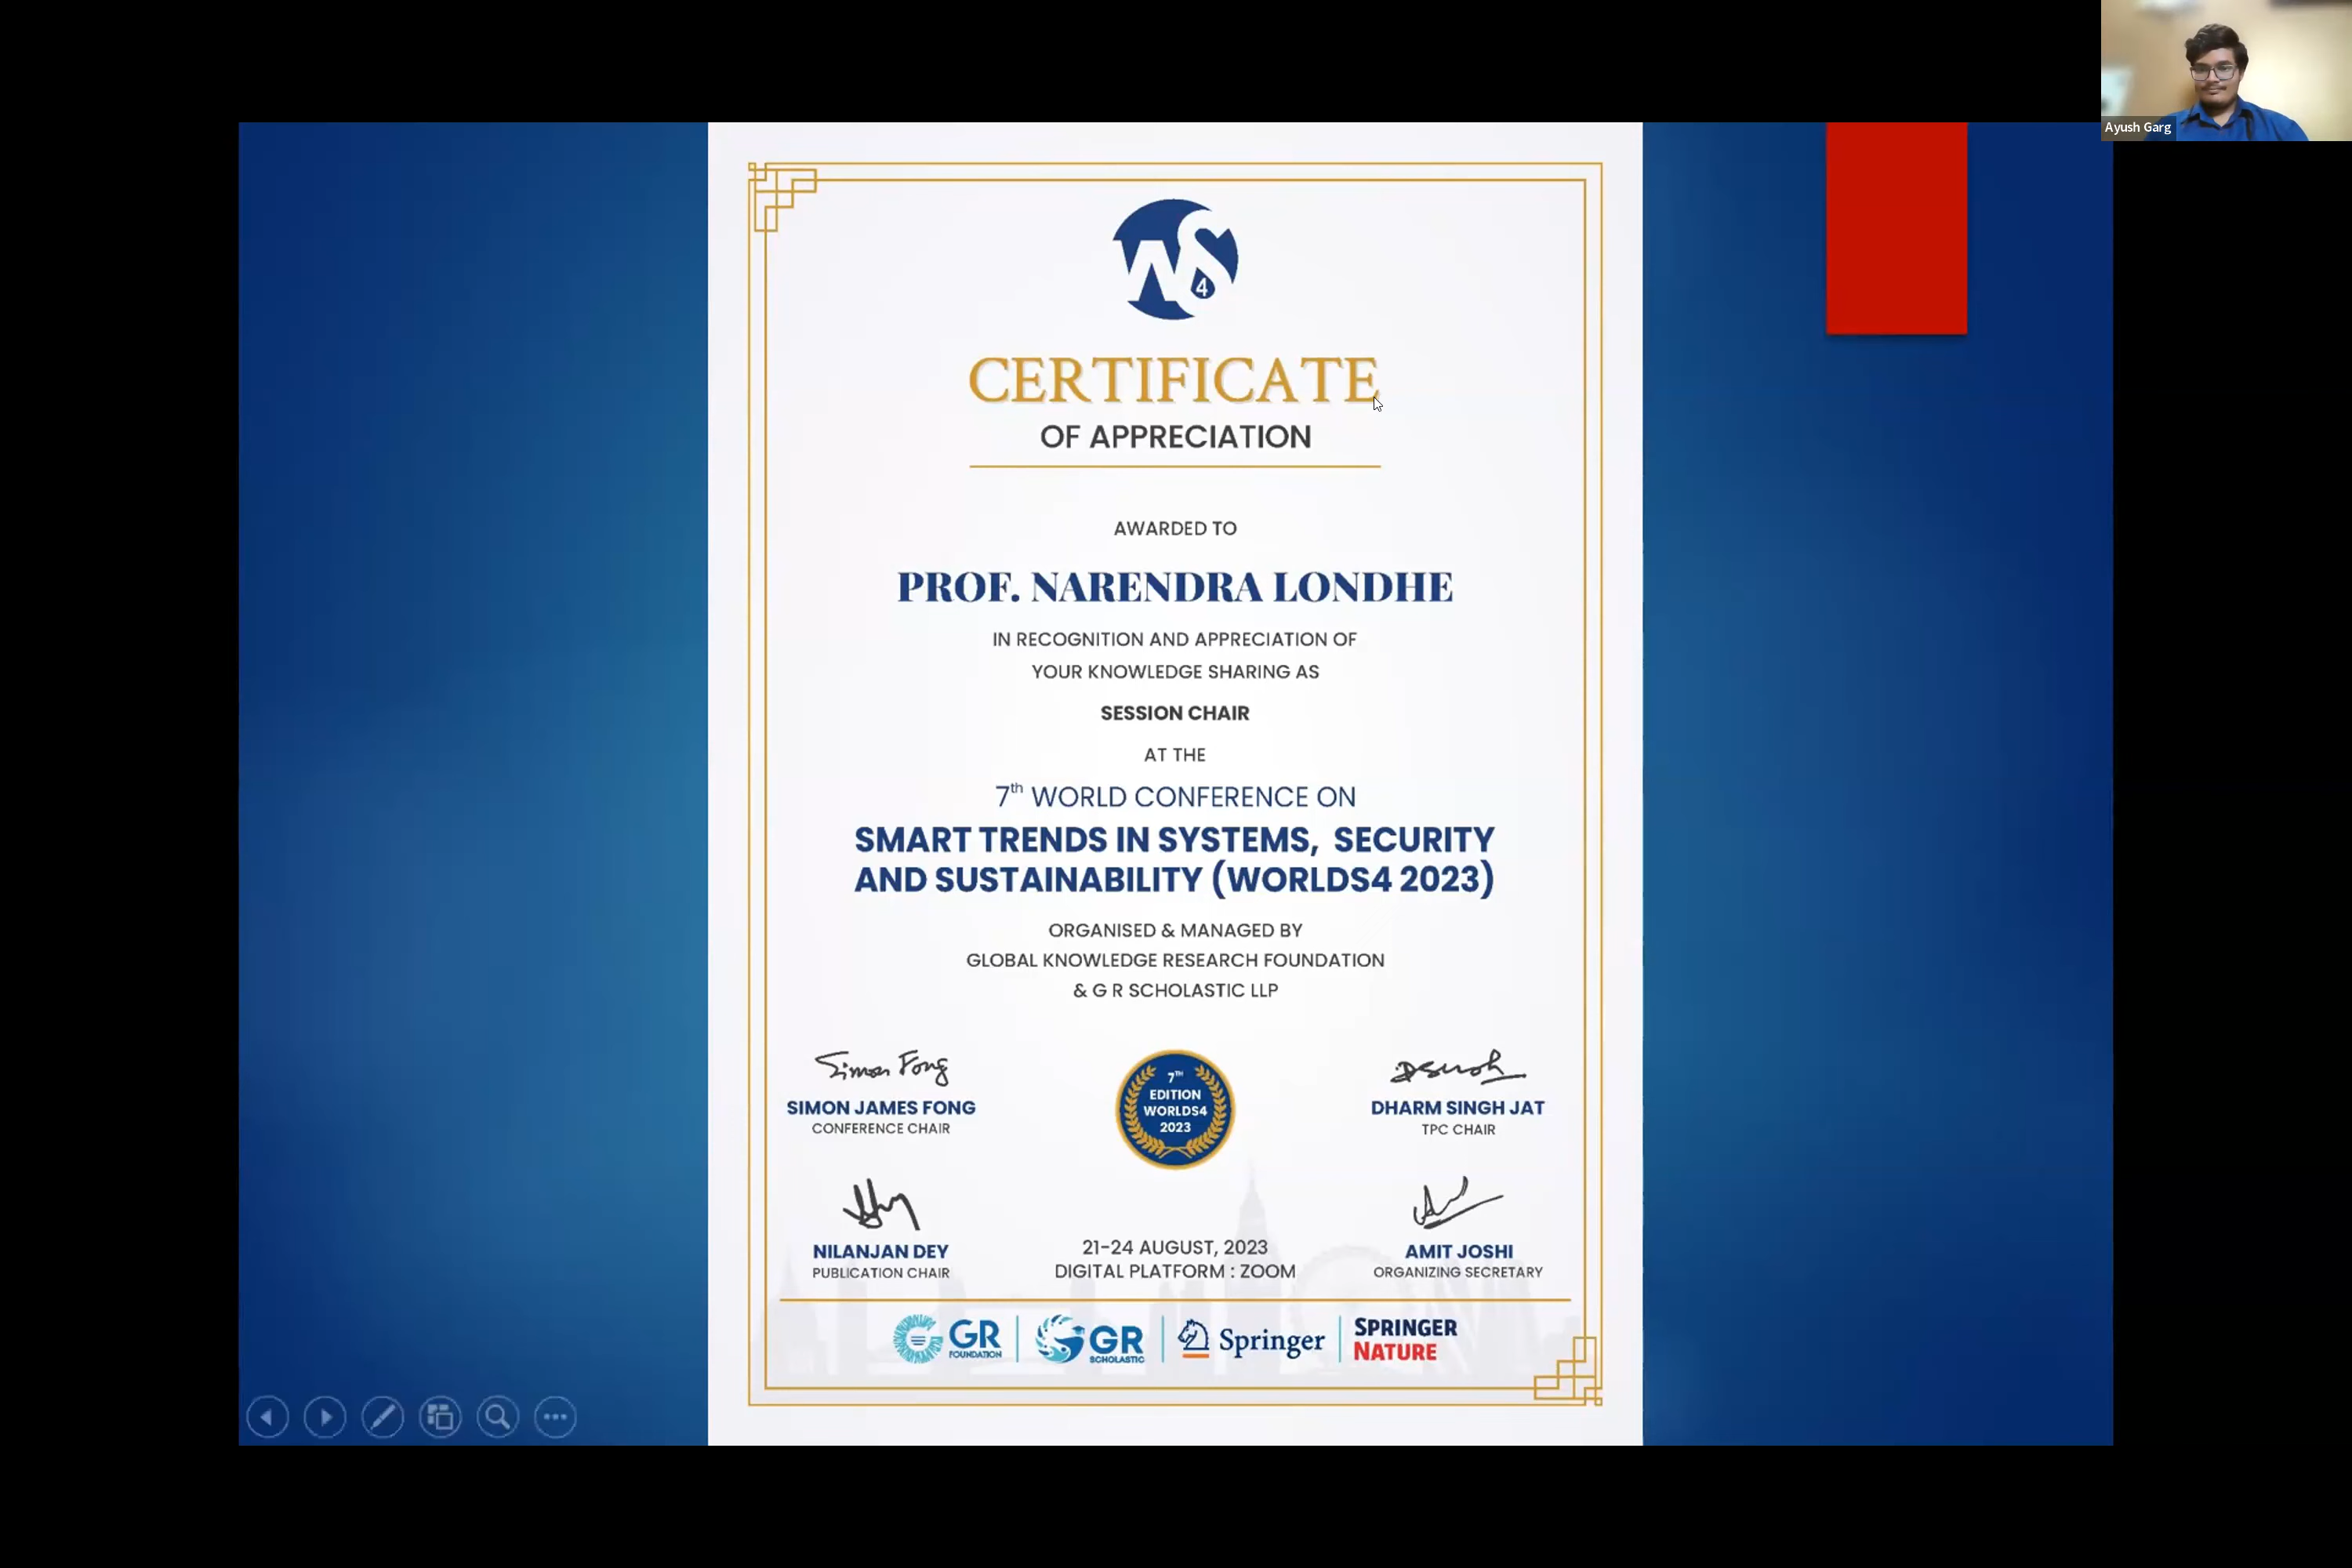 Ayush Garg
WS
4
CERTIFICATE
OF APPRECIATION
AWARDED TO
PROF. NARENDRA LONDHE
IN RECOGNITION AND APPRECIATION OF
YOUR KNOWLEDGE SHARING AS
SESSION CHAIR
AT THE
7th WORLD CONFERENCE ON
SMART TRENDS IN SYSTEMS, SECURITY
AND SUSTAINABILITY (WORLDS4 2023)
ORGANISED & MANAGED BY
GLOBAL KNOWLEDGE RESEARCH FOUNDATION
& G R SCHOLASTIC LLP
Simon Fong
SIMON JAMES FONG
CONFERENCE CHAIR
7TH
EDITION
WORLDS4
2023
DHARM SINGH JAT
TPC CHAIR
NILANJAN DEY
PUBLICATION CHAIR
21-24 AUGUST, 2023
DIGITAL PLATFORM : ZOOM
AMIT JOSHI
ORGANIZING SECRETARY
GR
FOUNDATION
GR
SCHOLASTIC
Springer
SPRINGER
NATURE